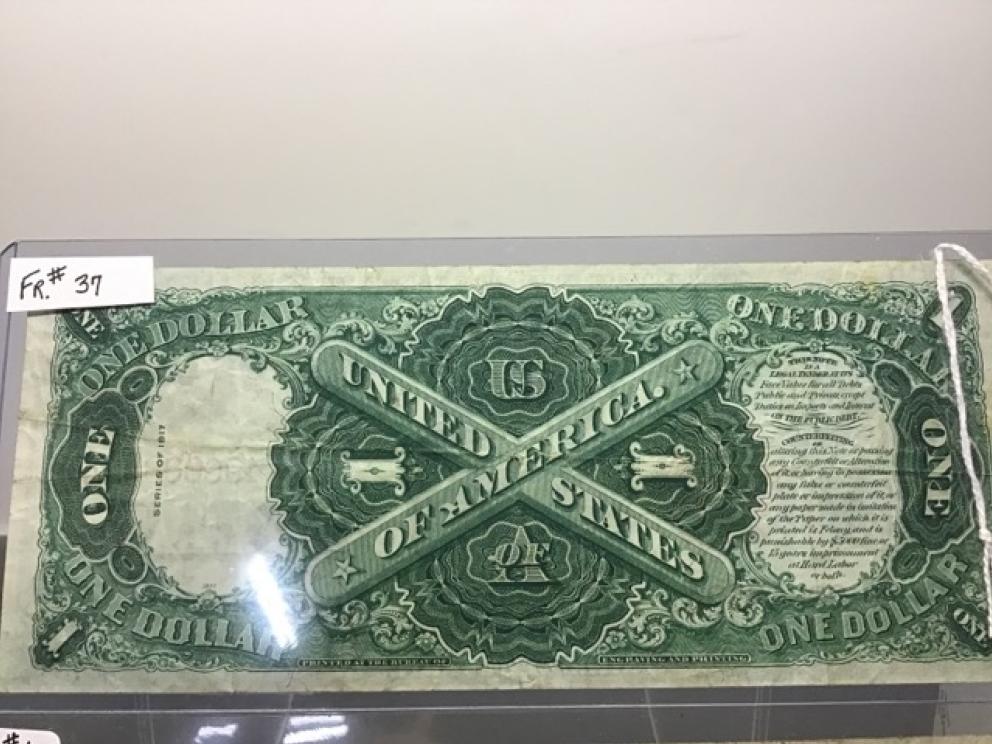 FR.# 37
ONE
ONE DOLLAR
ONE DOLLAR
UNITED STATES
OF AMERICA.
US
OF A
1
1
ONE
SERIES OF 1917
ONE
THIS NOTE
IS A
LEGAL TENDER AT ITS
Face Value for all Debts
Public and Private, except
Duties on Imports and Interest
ON THE PUBLIC DEBT.
COUNTERFEITING
or
altering this Note or passing
any Counterfeit or Alteration
of it, or having in possession
any false or counterfeit
plate or impression of it, or
any paper made in imitation
of the Paper on which it is
printed is Felony and is
punishable by $5000 fine or
15 years imprisonment
at Hard Labor
or both.
ONE DOLLAR
ONE DOLLAR
1
ONE
PRINTED AT THE BUREAU OF
ENGRAVING AND PRINTING
#